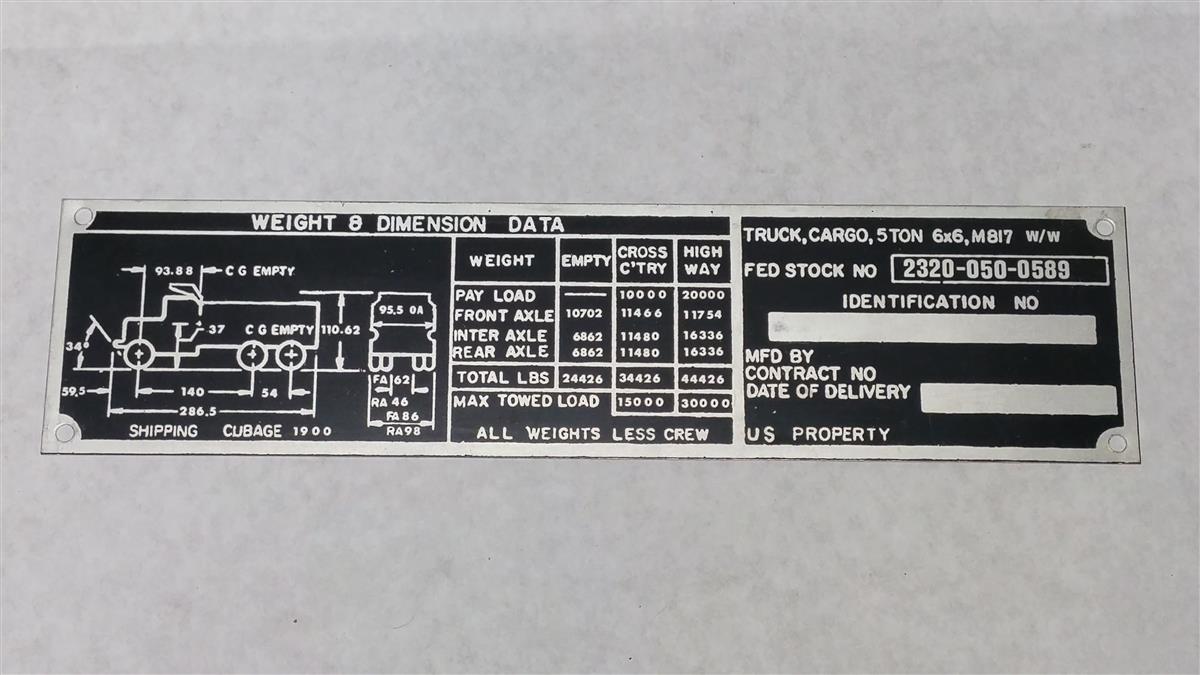 WEIGHT & DIMENSION DATA
93.88 C G EMPTY
37 C G EMPTY 110.62
34°
59,5 140 54
286,5
SHIPPING CUBAGE 1900
95.5 OA
FA 62
RA 46
FA 86
RA98
WEIGHT EMPTY CROSS C'TRY HIGH WAY
PAY LOAD — 10000 20000
FRONT AXLE 10702 11466 11754
INTER AXLE 6862 11480 16336
REAR AXLE 6862 11480 16336
TOTAL LBS 24426 34426 44426
MAX TOWED LOAD 15000 30000
ALL WEIGHTS LESS CREW
TRUCK, CARGO, 5TON 6x6, M817 W/W
FED STOCK NO 2320-050-0589
IDENTIFICATION NO
MFD BY
CONTRACT NO
DATE OF DELIVERY
US PROPERTY